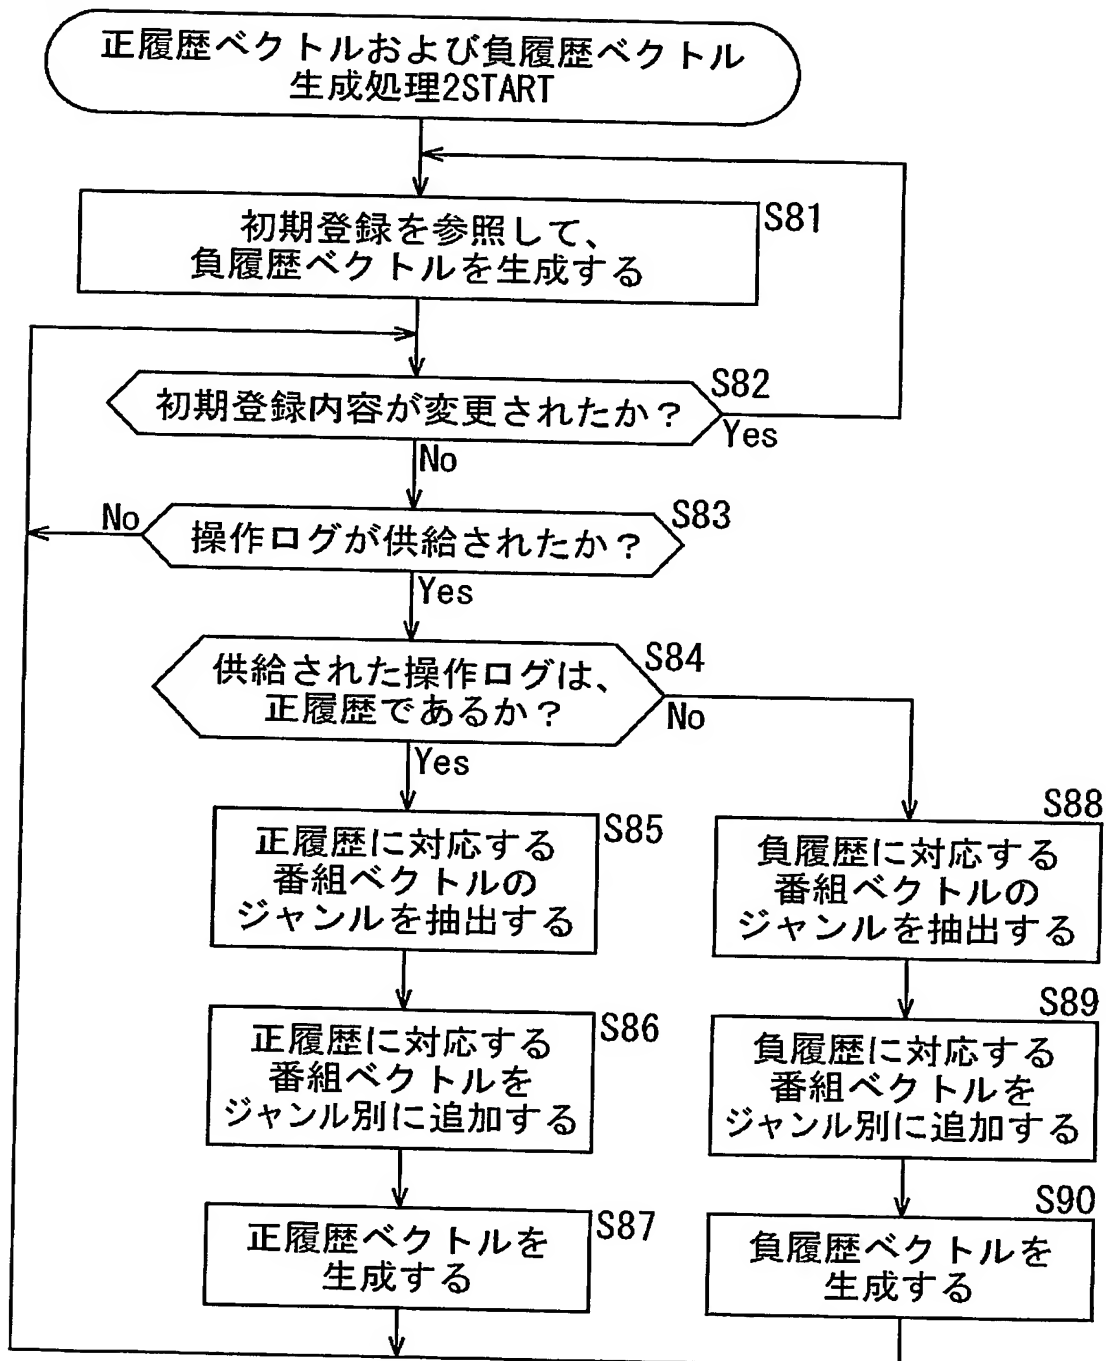 正履歴ベクトルおよび負履歴ベクトル
生成処理2START
S81
初期登録を参照して、
負履歴ベクトルを生成する
S82
初期登録内容が変更されたか？
Yes
No
S83
No
操作ログが供給されたか？
Yes
S84
供給された操作ログは、
正履歴であるか？
No
Yes
S85
正履歴に対応する
番組ベクトルの
ジャンルを抽出する
S86
正履歴に対応する
番組ベクトルを
ジャンル別に追加する
S87
正履歴ベクトルを
生成する
S88
負履歴に対応する
番組ベクトルの
ジャンルを抽出する
S89
負履歴に対応する
番組ベクトルを
ジャンル別に追加する
S90
負履歴ベクトルを
生成する